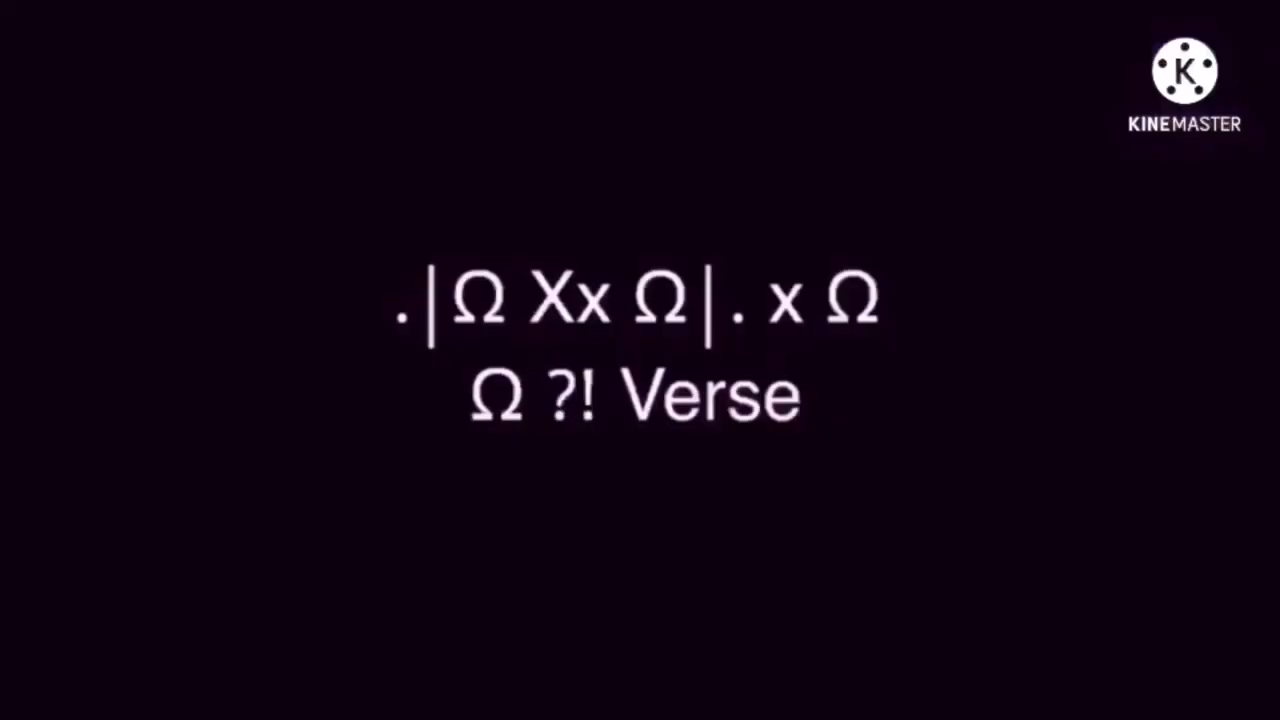 KINEMASTER
.|Ω Xx Ω|. x Ω
Ω ?! Verse